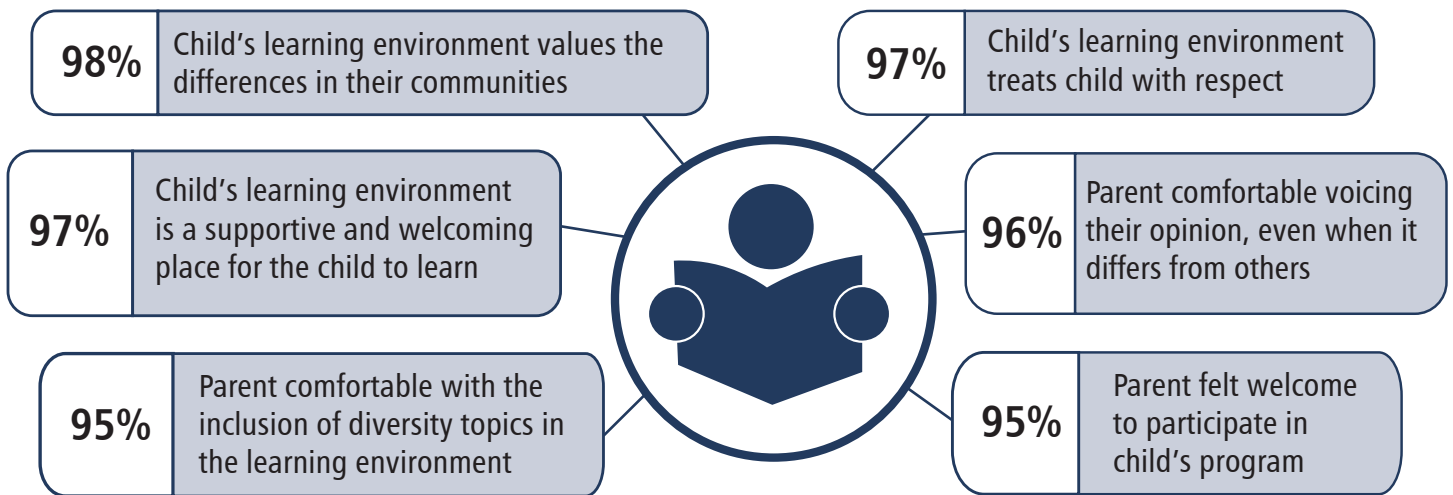 98%
Child’s learning environment values the
differences in their communities
97%
Child’s learning environment
treats child with respect
97%
Child’s learning environment
is a supportive and welcoming
place for the child to learn
96%
Parent comfortable voicing
their opinion, even when it
differs from others
95%
Parent comfortable with the
inclusion of diversity topics in
the learning environment
95%
Parent felt welcome
to participate in
child’s program